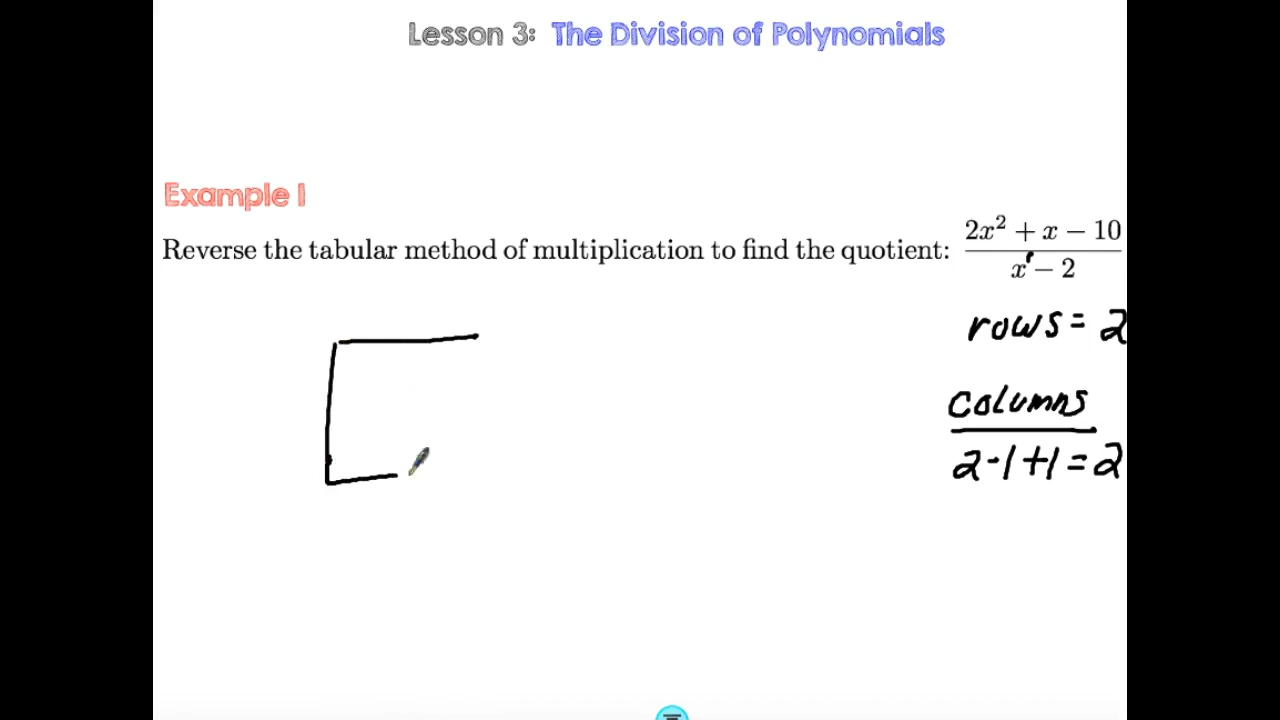 Lesson 3: The Division of Polynomials
Example 1
Reverse the tabular method of multiplication to find the quotient: \frac{2x^2 + x - 10}{x - 2}
rows = 2
columns
2-1+1=2